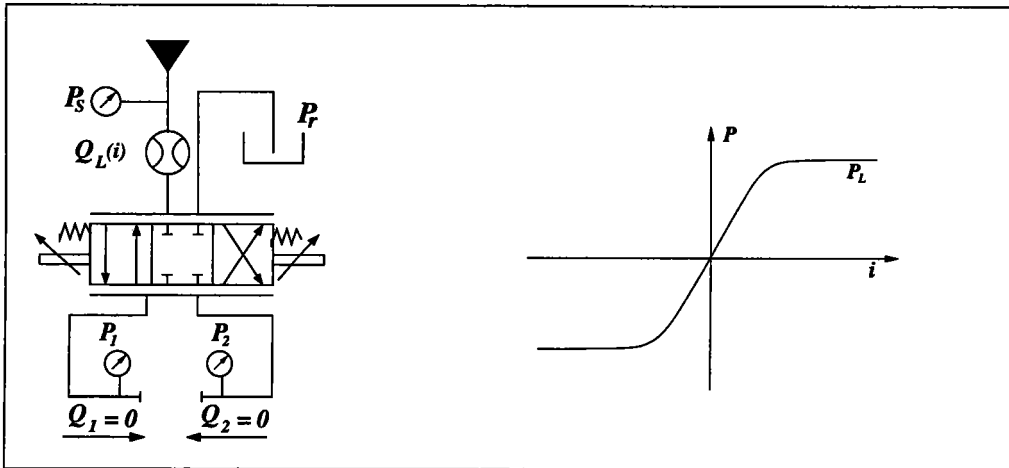 P_S
P_r
Q_L(i)
P_1
P_2
Q_1 = 0
Q_2 = 0
P
P_L
i